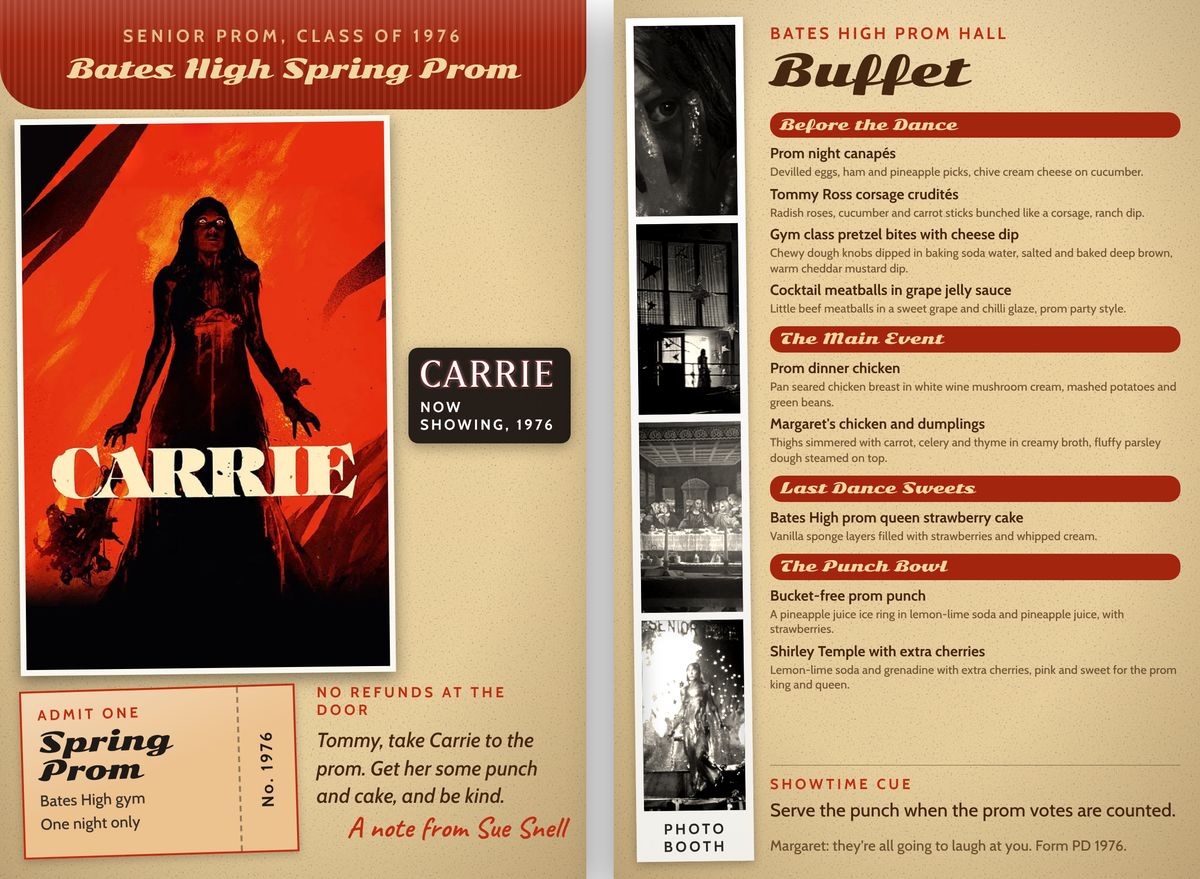 SENIOR PROM, CLASS OF 1976
Bates High Spring Prom
CARRIE
CARRIE
NOW
SHOWING, 1976
ADMIT ONE
Spring
Prom
Bates High gym
One night only
No. 1976
NO REFUNDS AT THE
DOOR
Tommy, take Carrie to the
prom. Get her some punch
and cake, and be kind.
A note from Sue Snell
SENIOR
PHOTO
BOOTH
BATES HIGH PROM HALL
Buffet
Before the Dance
Prom night canapés
Devilled eggs, ham and pineapple picks, chive cream cheese on cucumber.
Tommy Ross corsage crudités
Radish roses, cucumber and carrot sticks bunched like a corsage, ranch dip.
Gym class pretzel bites with cheese dip
Chewy dough knobs dipped in baking soda water, salted and baked deep brown,
warm cheddar mustard dip.
Cocktail meatballs in grape jelly sauce
Little beef meatballs in a sweet grape and chilli glaze, prom party style.
The Main Event
Prom dinner chicken
Pan seared chicken breast in white wine mushroom cream, mashed potatoes and
green beans.
Margaret's chicken and dumplings
Thighs simmered with carrot, celery and thyme in creamy broth, fluffy parsley
dough steamed on top.
Last Dance Sweets
Bates High prom queen strawberry cake
Vanilla sponge layers filled with strawberries and whipped cream.
The Punch Bowl
Bucket-free prom punch
A pineapple juice ice ring in lemon-lime soda and pineapple juice, with
strawberries.
Shirley Temple with extra cherries
Lemon-lime soda and grenadine with extra cherries, pink and sweet for the prom
king and queen.
SHOWTIME CUE
Serve the punch when the prom votes are counted.
Margaret: they're all going to laugh at you. Form PD 1976.